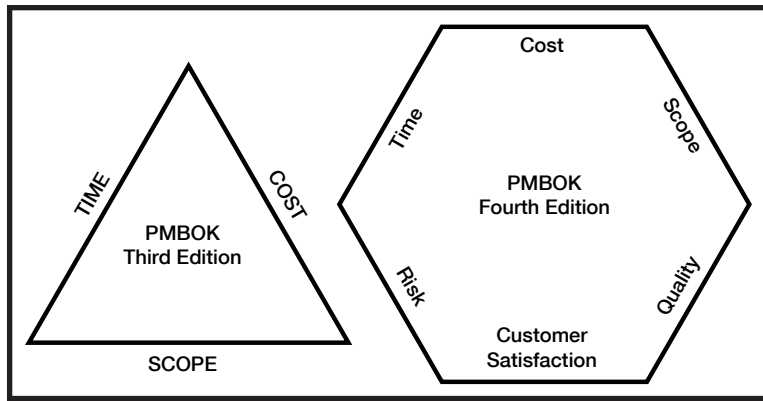 TIME
COST
PMBOK
Third Edition
SCOPE
Cost
Time
Scope
PMBOK
Fourth Edition
Risk
Quality
Customer
Satisfaction